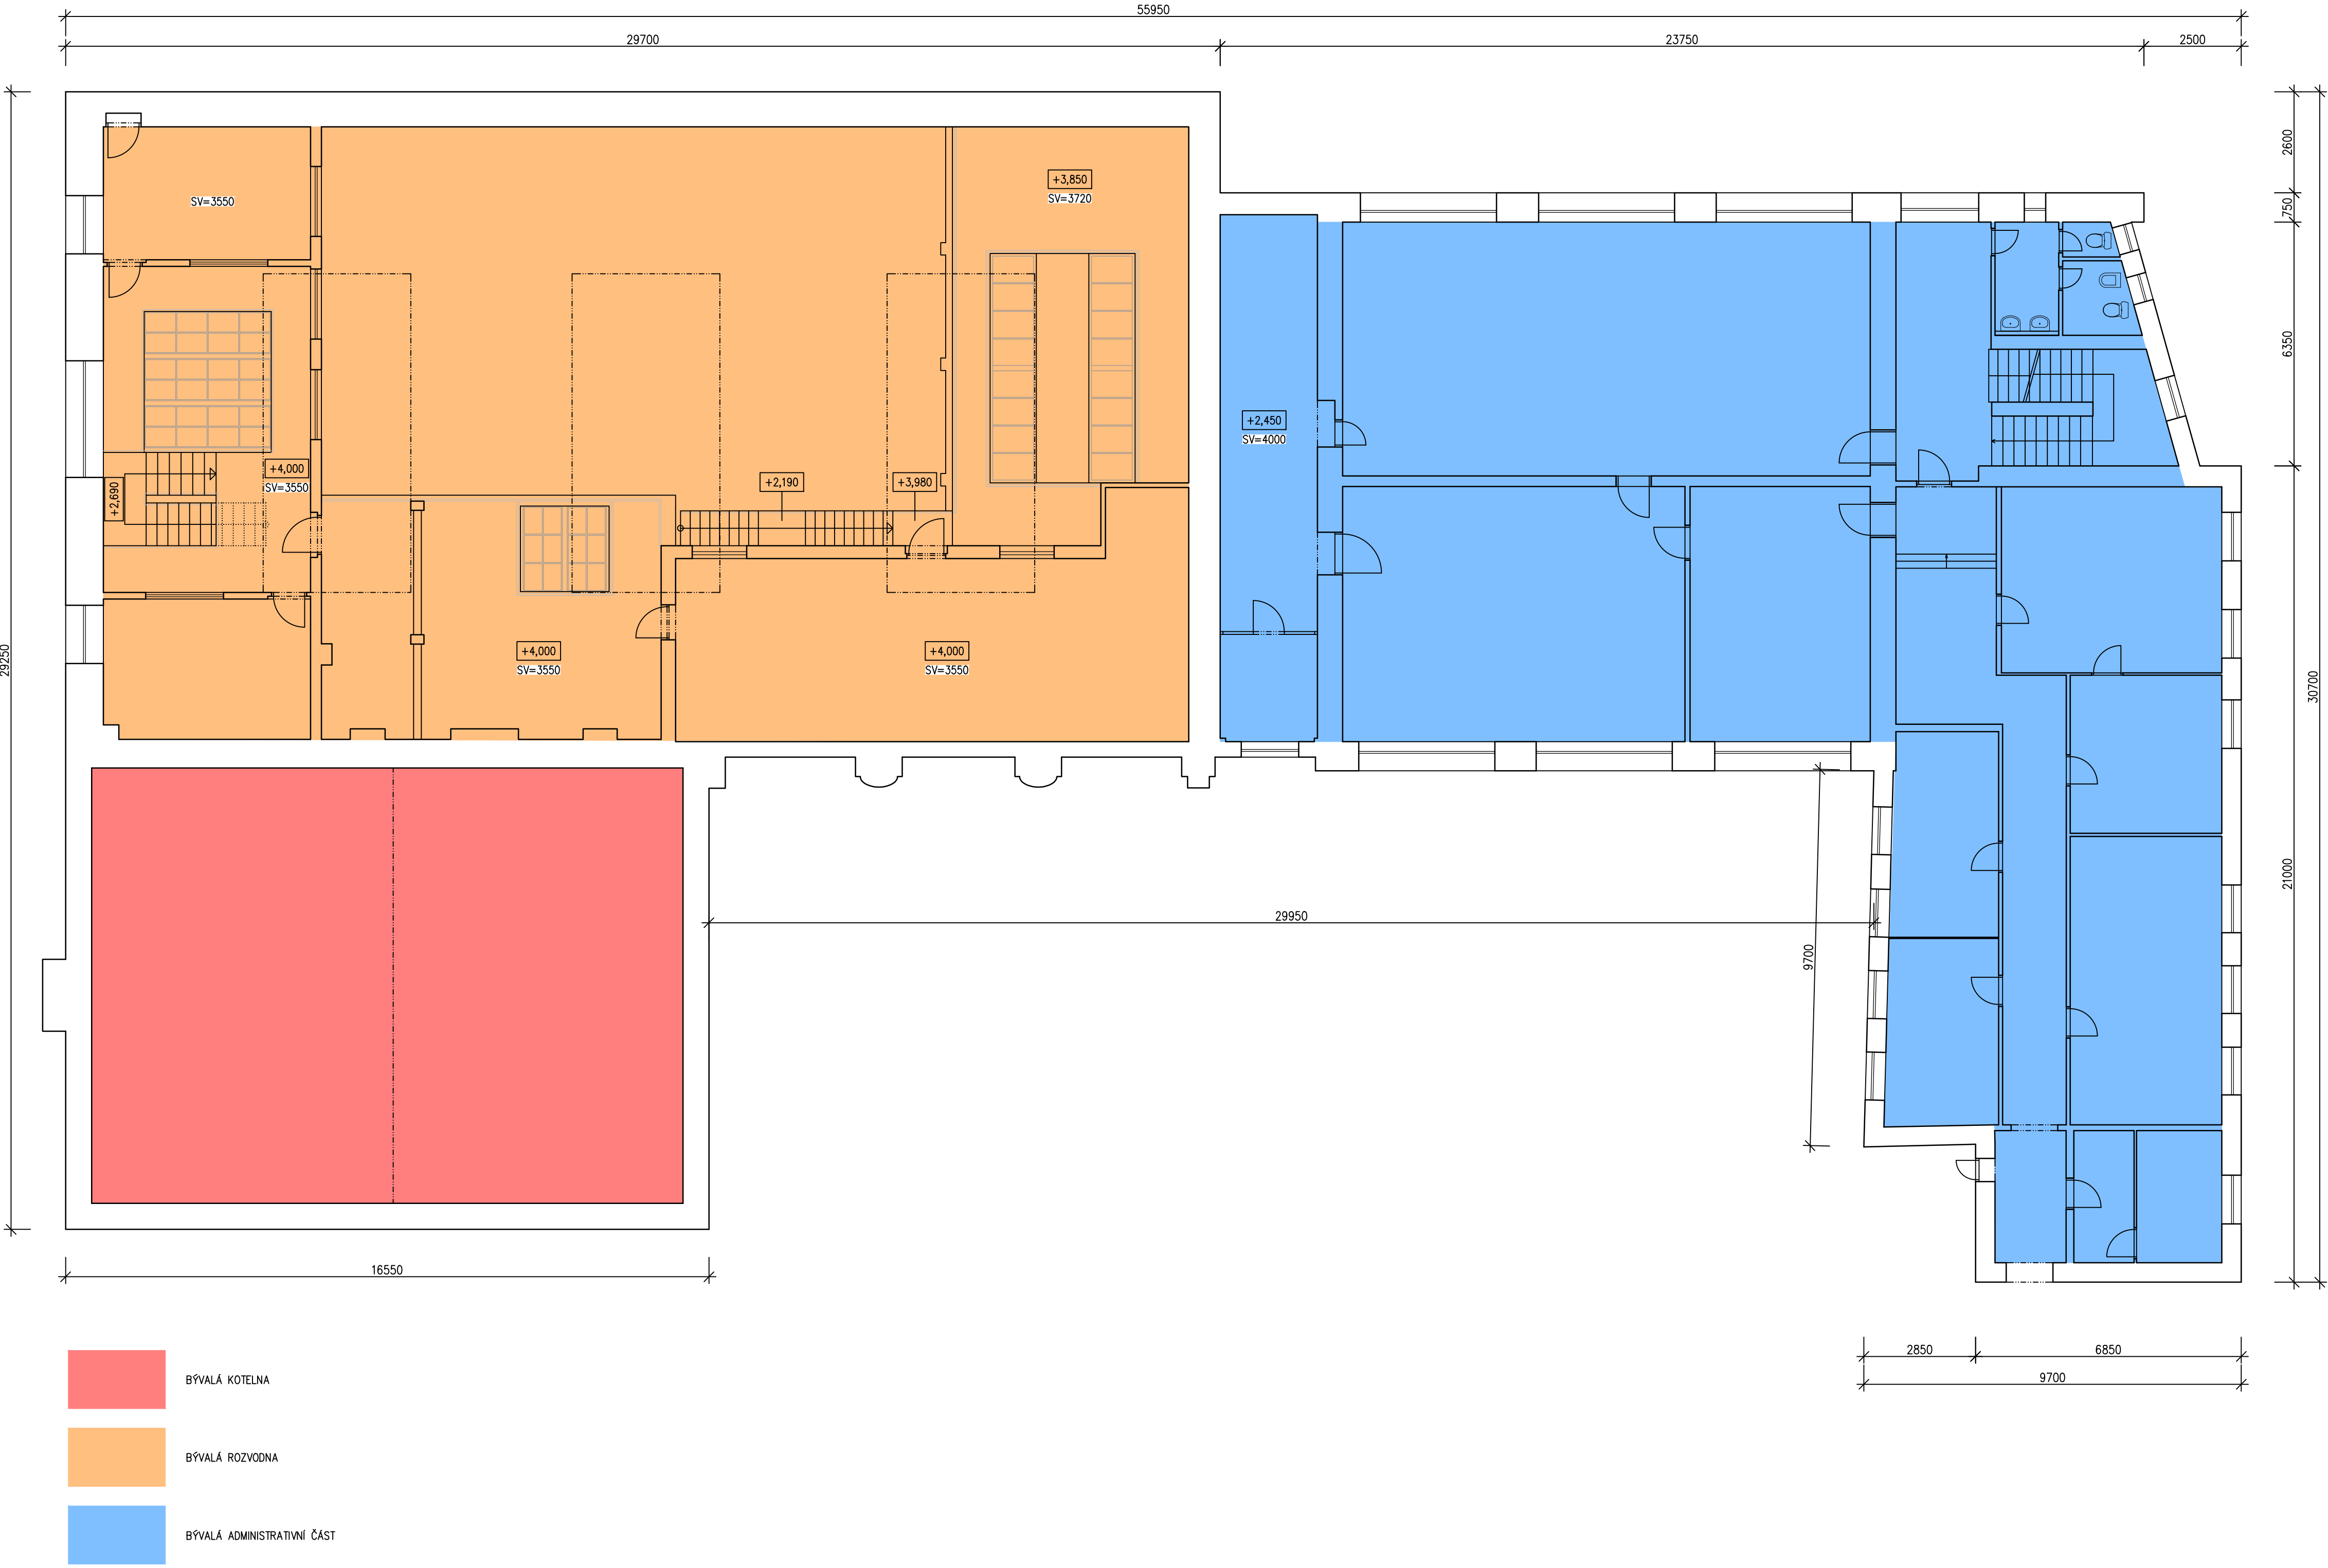 55950
29700
23750
2500
2600
750
6350
21000
30700
29250
SV=3550
+3,850
SV=3720
+2,450
SV=4000
+4,000
SV=3550
+2,690
+2,190
+3,980
+4,000
SV=3550
+4,000
SV=3550
29950
9700
16550
2850
6850
9700
BÝVALÁ KOTELNA
BÝVALÁ ROZVODNA
BÝVALÁ ADMINISTRATIVNÍ ČÁST